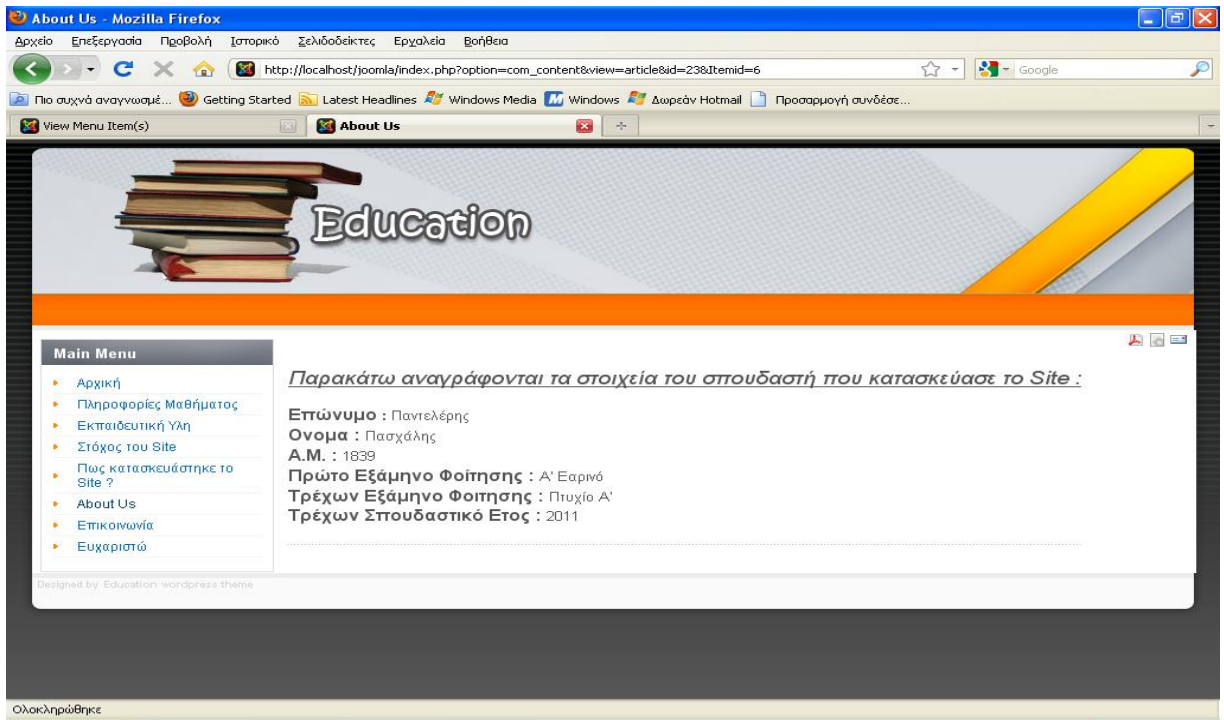 About Us - Mozilla Firefox
Αρχείο Επεξεργασία Προβολή Ιστορικό Σελιδοδείκτες Εργαλεία Βοήθεια
http://localhost/joomla/index.php?option=com_content&view=article&id=23&Itemid=6 Google
Πιο συχνά αναγνωσμέ... Getting Started Latest Headlines Windows Media Windows Δωρεάν Hotmail Προσαρμογή συνδέσε...
View Menu Item(s) About Us
Education
Main Menu
Αρχική
Πληροφορίες Μαθήματος
Εκπαιδευτική Υλη
Στόχος του Site
Πως κατασκευάστηκε το
Site ?
About Us
Επικοινωνία
Ευχαριστώ
Παρακάτω αναγράφονται τα στοιχεία του σπουδαστή που κατασκεύασε το Site :
Επώνυμο : Παντελέρης
Ονομα : Πασχάλης
Α.Μ. : 1839
Πρώτο Εξάμηνο Φοίτησης : Α' Εαρινό
Τρέχων Εξάμηνο Φοιτησης : Πτυχίο Α'
Τρέχων Σπουδαστικό Ετος : 2011
Designed by Education wordpress theme
Ολοκληρώθηκε